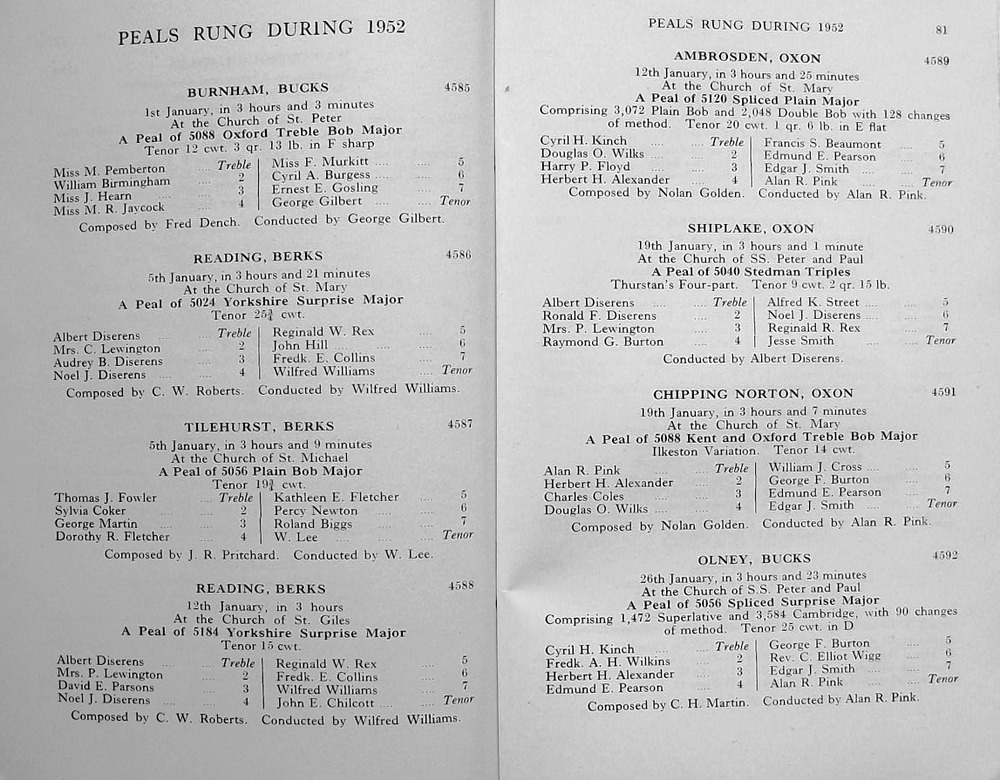 PEALS RUNG DURING 1952
BURNHAM, BUCKS 4585
1st January, in 3 hours and 3 minutes
At the Church of St. Peter
A Peal of 5088 Oxford Treble Bob Major
Tenor 12 cwt. 3 qr. 13 lb. in F sharp
Miss M. Pemberton Treble Miss F. Murkitt 5
William Birmingham 2 Cyril A. Burgess 6
Miss J. Hearn 3 Ernest E. Gosling 7
Miss M. R. Jaycock 4 George Gilbert Tenor
Composed by Fred Dench. Conducted by George Gilbert.
READING, BERKS 4586
5th January, in 3 hours and 21 minutes
At the Church of St. Mary
A Peal of 5024 Yorkshire Surprise Major
Tenor 25¾ cwt.
Albert Diserens Treble Reginald W. Rex 5
Mrs. C. Lewington 2 John Hill 6
Audrey B. Diserens 3 Fredk. E. Collins 7
Noel J. Diserens 4 Wilfred Williams Tenor
Composed by C. W. Roberts. Conducted by Wilfred Williams.
TILEHURST, BERKS 4587
5th January, in 3 hours and 9 minutes
At the Church of St. Michael
A Peal of 5056 Plain Bob Major
Tenor 19¾ cwt.
Thomas J. Fowler Treble Kathleen E. Fletcher 5
Sylvia Coker 2 Percy Newton 6
George Martin 3 Roland Biggs 7
Dorothy R. Fletcher 4 W. Lee Tenor
Composed by J. R. Pritchard. Conducted by W. Lee.
READING, BERKS 4588
12th January, in 3 hours
At the Church of St. Giles
A Peal of 5184 Yorkshire Surprise Major
Tenor 15 cwt.
Albert Diserens Treble Reginald W. Rex 5
Mrs. P. Lewington 2 Fredk. E. Collins 6
David E. Parsons 3 Wilfred Williams 7
Noel J. Diserens 4 John E. Chilcott Tenor
Composed by C. W. Roberts. Conducted by Wilfred Williams.
PEALS RUNG DURING 1952 81
AMBROSDEN, OXON 4589
12th January, in 3 hours and 25 minutes
At the Church of St. Mary
A Peal of 5120 Spliced Plain Major
Comprising 3,072 Plain Bob and 2,048 Double Bob with 128 changes
of method. Tenor 20 cwt. 1 qr. 6 lb. in E flat
Cyril H. Kinch Treble Francis S. Beaumont 5
Douglas O. Wilks 2 Edmund E. Pearson 6
Harry P. Floyd 3 Edgar J. Smith 7
Herbert H. Alexander 4 Alan R. Pink Tenor
Composed by Nolan Golden. Conducted by Alan R. Pink.
SHIPLAKE, OXON 4590
19th January, in 3 hours and 1 minute
At the Church of SS. Peter and Paul
A Peal of 5040 Stedman Triples
Thurstan's Four-part. Tenor 9 cwt. 2 qr. 15 lb.
Albert Diserens Treble Alfred K. Street 5
Ronald F. Diserens 2 Noel J. Diserens 6
Mrs. P. Lewington 3 Reginald R. Rex 7
Raymond G. Burton 4 Jesse Smith Tenor
Conducted by Albert Diserens.
CHIPPING NORTON, OXON 4591
19th January, in 3 hours and 7 minutes
At the Church of St. Mary
A Peal of 5088 Kent and Oxford Treble Bob Major
Ilkeston Variation. Tenor 14 cwt.
Alan R. Pink Treble William J. Cross 5
Herbert H. Alexander 2 George F. Burton 6
Charles Coles 3 Edmund E. Pearson 7
Douglas O. Wilks 4 Edgar J. Smith Tenor
Composed by Nolan Golden. Conducted by Alan R. Pink.
OLNEY, BUCKS 4592
26th January, in 3 hours and 23 minutes
At the Church of S.S. Peter and Paul
A Peal of 5056 Spliced Surprise Major
Comprising 1,472 Superlative and 3,584 Cambridge, with 90 changes
of method. Tenor 25 cwt. in D
Cyril H. Kinch Treble George F. Burton 5
Fredk. A. H. Wilkins 2 Rev. C. Elliot Wigg 6
Herbert H. Alexander 3 Edgar J. Smith 7
Edmund E. Pearson 4 Alan R. Pink Tenor
Composed by C. H. Martin. Conducted by Alan R. Pink.